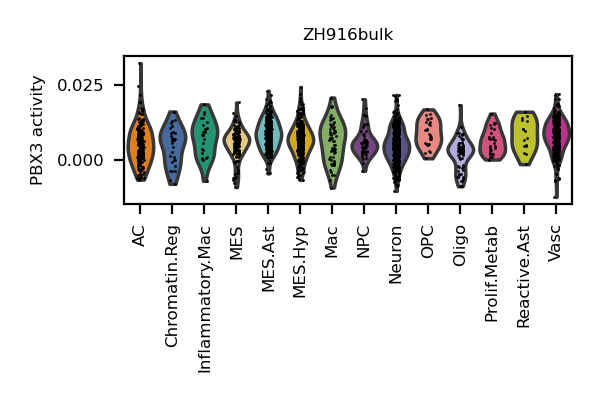 ZH916bulk
PBX3 activity
0.025
0.000
AC
Chromatin.Reg
Inflammatory.Mac
MES
MES.Ast
MES.Hyp
Mac
NPC
Neuron
OPC
Oligo
Prolif.Metab
Reactive.Ast
Vasc